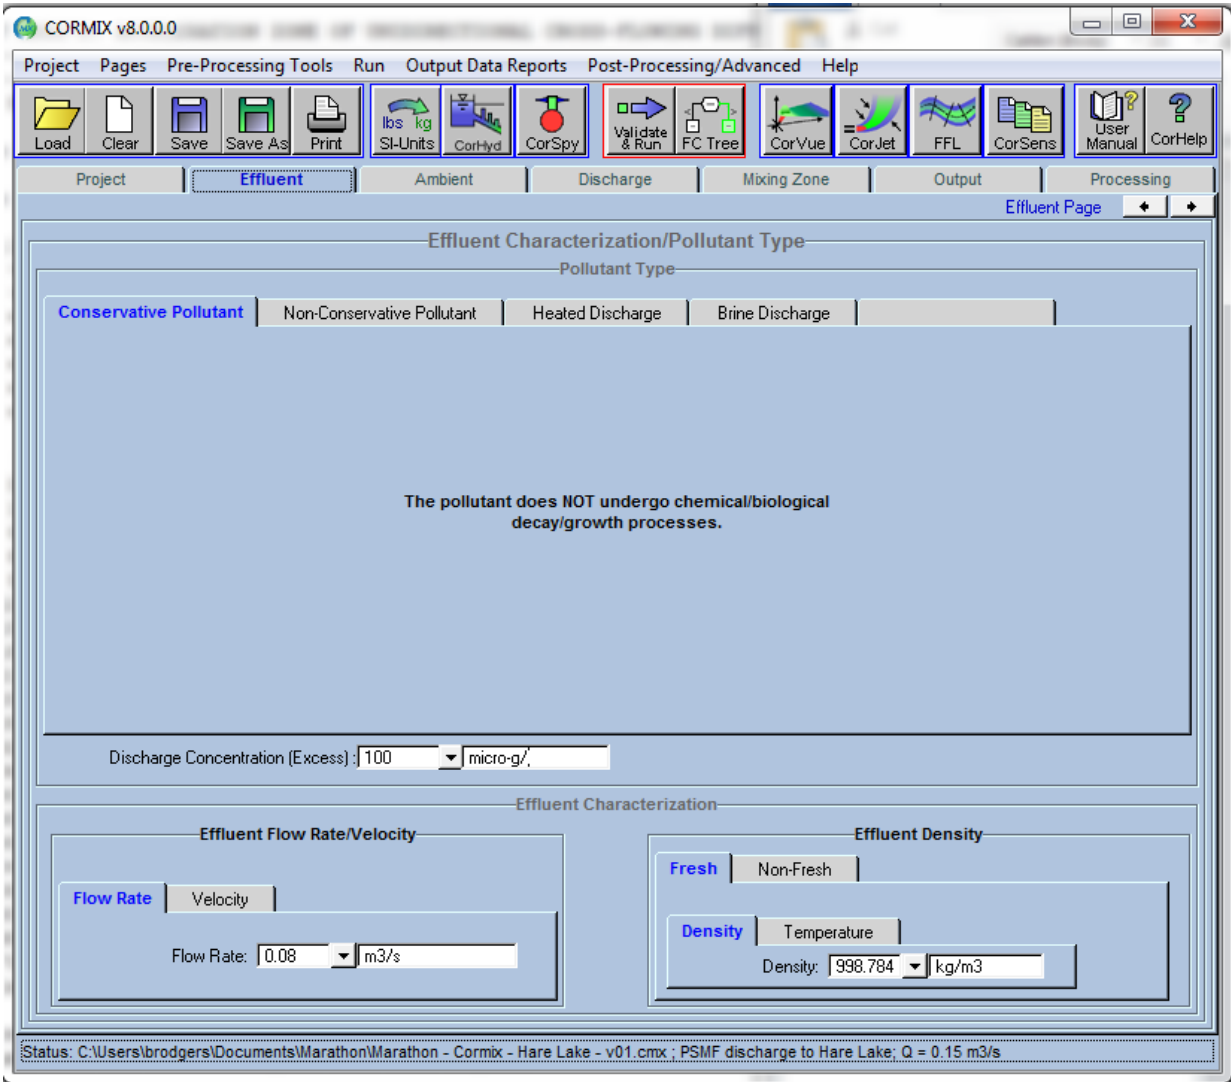 CORMIX v8.0.0.0
Project Pages Pre-Processing Tools Run Output Data Reports Post-Processing/Advanced Help
Load Clear Save Save As Print lbs kg SI-Units CorHyd CorSpy Validate & Run FC Tree CorVue CorJet FFL CorSens User Manual CorHelp
Project Effluent Ambient Discharge Mixing Zone Output Processing
Effluent Page
Effluent Characterization/Pollutant Type
Pollutant Type
Conservative Pollutant Non-Conservative Pollutant Heated Discharge Brine Discharge
The pollutant does NOT undergo chemical/biological
decay/growth processes.
Discharge Concentration (Excess) : 100 micro-g/
Effluent Characterization
Effluent Flow Rate/Velocity Effluent Density
Fresh Non-Fresh
Flow Rate Velocity
Density Temperature
Flow Rate: 0.08 m3/s
Density: 998.784 kg/m3
Status: C:\Users\brodgers\Documents\Marathon\Marathon - Cormix - Hare Lake - v01.cmx ; PSMF discharge to Hare Lake; Q = 0.15 m3/s